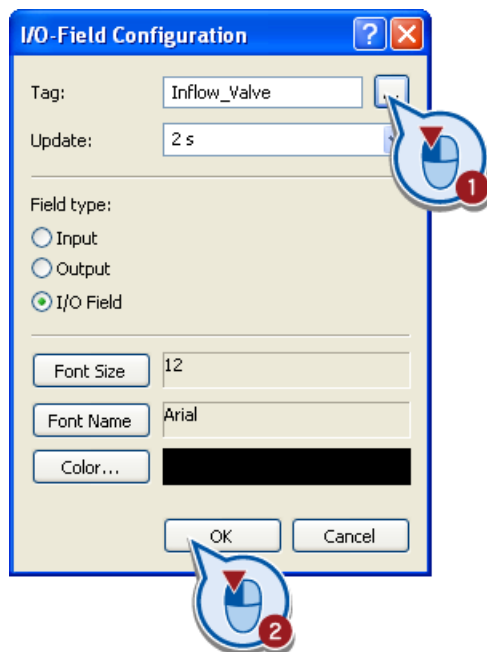 I/O-Field Configuration
?
Tag: Inflow_Valve ...
Update: 2 s
1
Field type:
Input
Output
I/O Field
Font Size 12
Font Name Arial
Color...
OK Cancel
2